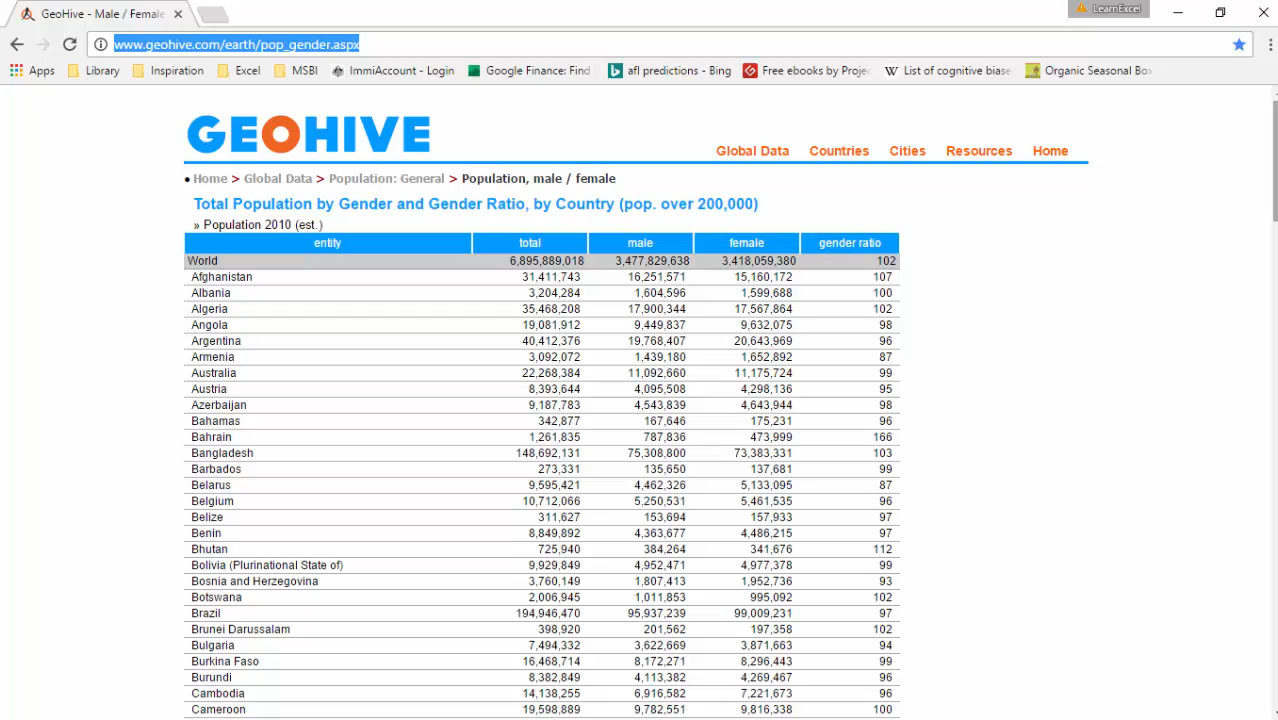 GeoHive - Male / Female
LearnExcel
www.geohive.com/earth/pop_gender.aspx
Apps Library Inspiration Excel MSBI ImmiAccount - Login Google Finance: Find afl predictions - Bing Free ebooks by Proje List of cognitive biase Organic Seasonal Box
GEOHIVE
Global Data Countries Cities Resources Home
Home > Global Data > Population: General > Population, male / female
Total Population by Gender and Gender Ratio, by Country (pop. over 200,000)
» Population 2010 (est.)
entity total male female gender ratio
World 6,895,889,018 3,477,829,638 3,418,059,380 102
Afghanistan 31,411,743 16,251,571 15,160,172 107
Albania 3,204,284 1,604,596 1,599,688 100
Algeria 35,468,208 17,900,344 17,567,864 102
Angola 19,081,912 9,449,837 9,632,075 98
Argentina 40,412,376 19,768,407 20,643,969 96
Armenia 3,092,072 1,439,180 1,652,892 87
Australia 22,268,384 11,092,660 11,175,724 99
Austria 8,393,644 4,095,508 4,298,136 95
Azerbaijan 9,187,783 4,543,839 4,643,944 98
Bahamas 342,877 167,646 175,231 96
Bahrain 1,261,835 787,836 473,999 166
Bangladesh 148,692,131 75,308,800 73,383,331 103
Barbados 273,331 135,650 137,681 99
Belarus 9,595,421 4,462,326 5,133,095 87
Belgium 10,712,066 5,250,531 5,461,535 96
Belize 311,627 153,694 157,933 97
Benin 8,849,892 4,363,677 4,486,215 97
Bhutan 725,940 384,264 341,676 112
Bolivia (Plurinational State of) 9,929,849 4,952,471 4,977,378 99
Bosnia and Herzegovina 3,760,149 1,807,413 1,952,736 93
Botswana 2,006,945 1,011,853 995,092 102
Brazil 194,946,470 95,937,239 99,009,231 97
Brunei Darussalam 398,920 201,562 197,358 102
Bulgaria 7,494,332 3,622,669 3,871,663 94
Burkina Faso 16,468,714 8,172,271 8,296,443 99
Burundi 8,382,849 4,113,382 4,269,467 96
Cambodia 14,138,255 6,916,582 7,221,673 96
Cameroon 19,598,889 9,782,551 9,816,338 100